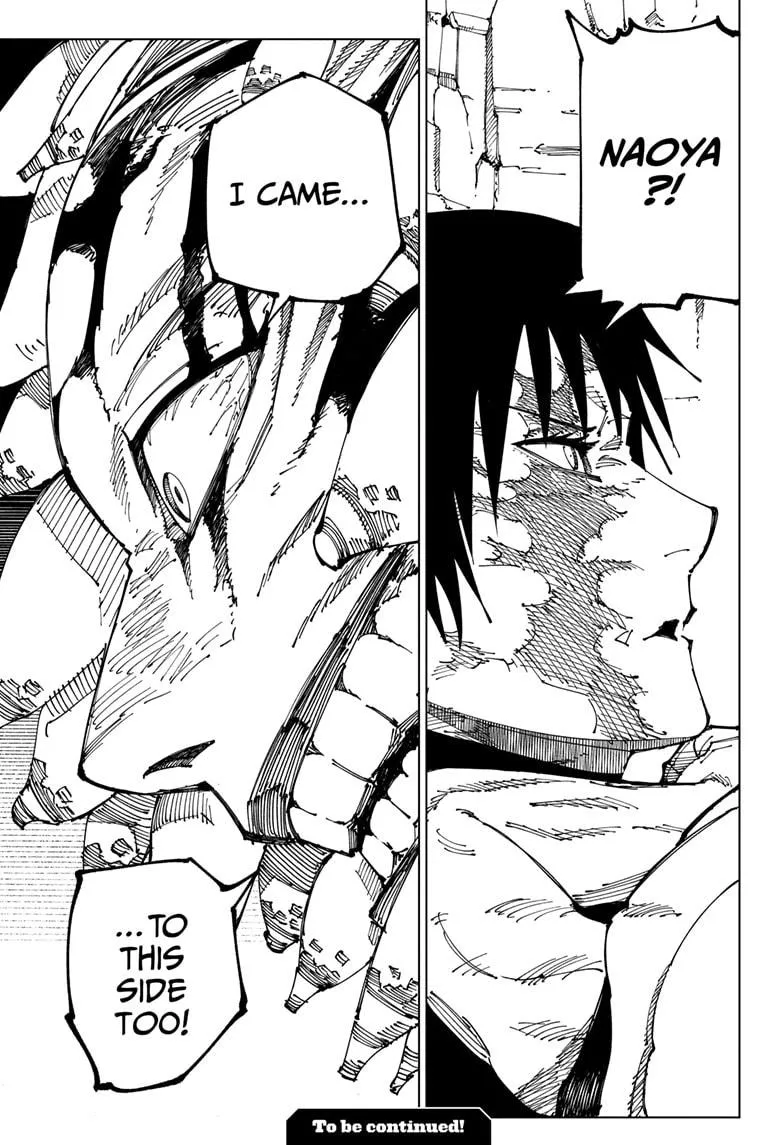 NAOYA
?!
I CAME...
...TO
THIS
SIDE
TOO!
To be continued!